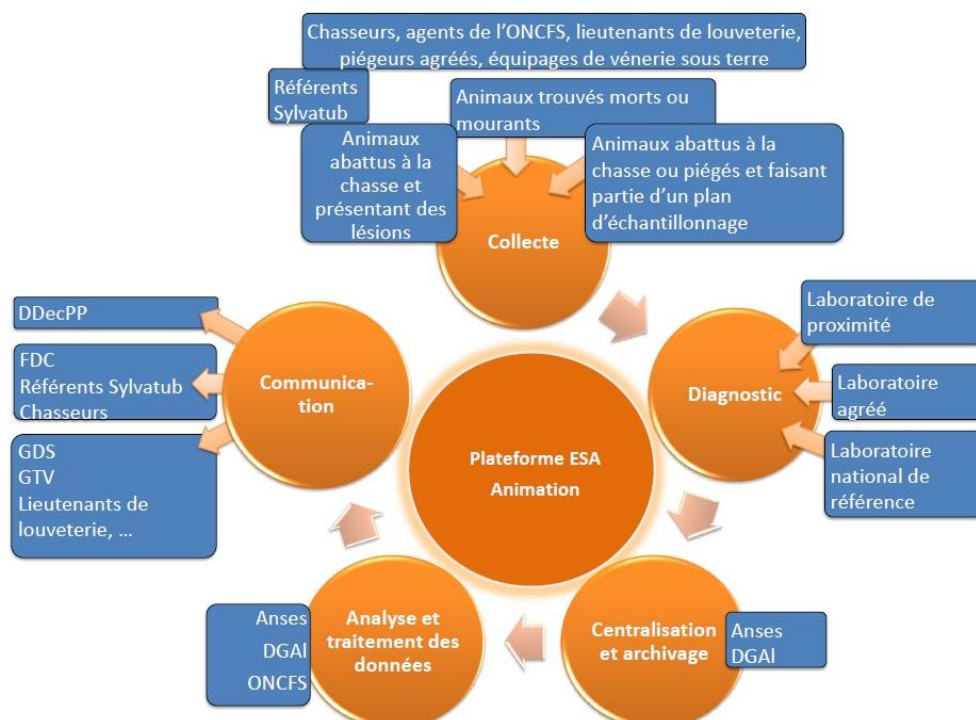 Chasseurs, agents de l'ONCFS, lieutenants de louveterie,
piégeurs agréés, équipages de vénerie sous terre
Référents
Sylvatub
Animaux trouvés morts ou
mourants
Animaux
abattus à la
chasse et
présentant des
lésions
Animaux abattus à la
chasse ou piégés et faisant
partie d'un plan
d'échantillonnage
Collecte
DDecPP
FDC
Référents Sylvatub
Chasseurs
GDS
GTV
Lieutenants de
louveterie, ...
Communica-
tion
Plateforme ESA
Animation
Diagnostic
Laboratoire de
proximité
Laboratoire
agréé
Laboratoire
national de
référence
Centralisation
et archivage
Anses
DGAl
Analyse et
traitement des
données
Anses
DGAl
ONCFS